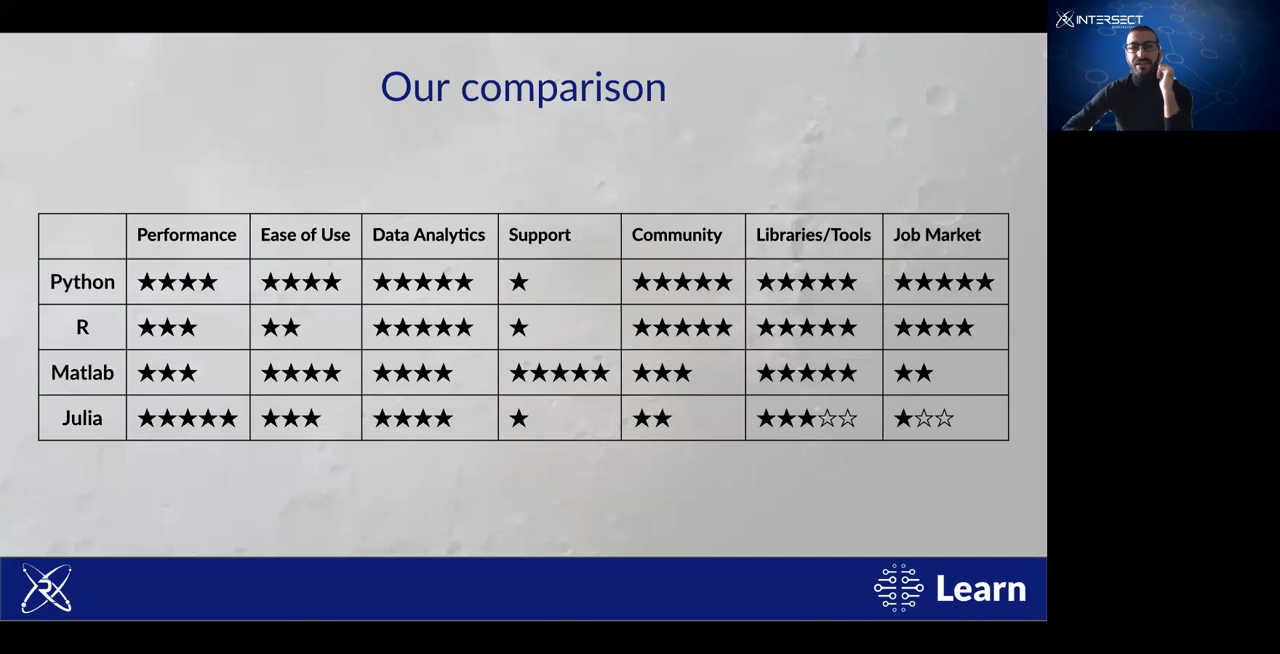 INTERSECT
Our comparison
Performance Ease of Use Data Analytics Support Community Libraries/Tools Job Market
Python ★★★★ ★★★★ ★★★★★ ★ ★★★★★ ★★★★★ ★★★★★
R ★★★ ★★ ★★★★★ ★ ★★★★★ ★★★★★ ★★★★
Matlab ★★★ ★★★★ ★★★★ ★★★★★ ★★★ ★★★★★ ★★
Julia ★★★★★ ★★★ ★★★★ ★ ★★ ★★★☆☆ ★☆☆
Learn